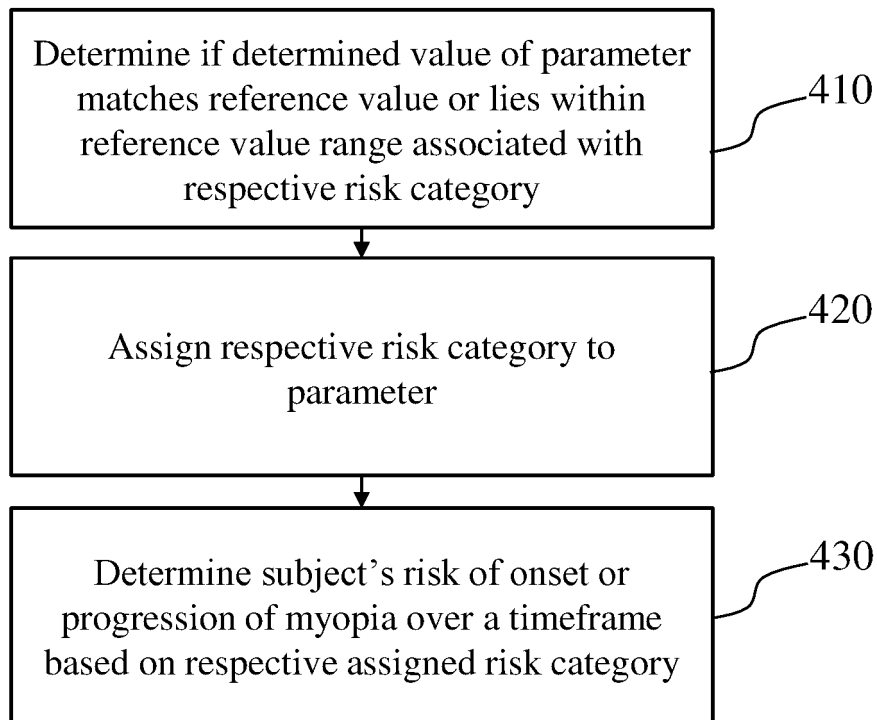 Determine if determined value of parameter
matches reference value or lies within
reference value range associated with
respective risk category
410
Assign respective risk category to
parameter
420
Determine subject's risk of onset or
progression of myopia over a timeframe
based on respective assigned risk category
430